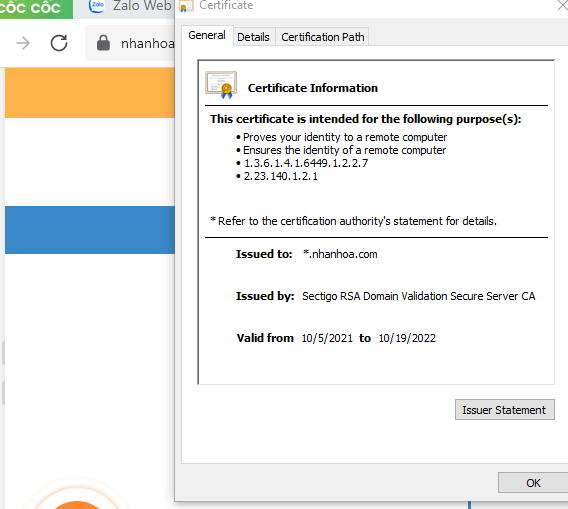 cốc cốc
Zalo Web
Certificate
nhanhoa
General
Details
Certification Path
Certificate Information
This certificate is intended for the following purpose(s):
• Proves your identity to a remote computer
• Ensures the identity of a remote computer
• 1.3.6.1.4.1.6449.1.2.2.7
• 2.23.140.1.2.1
* Refer to the certification authority's statement for details.
Issued to: *.nhanhoa.com
Issued by: Sectigo RSA Domain Validation Secure Server CA
Valid from 10/5/2021 to 10/19/2022
Issuer Statement
OK